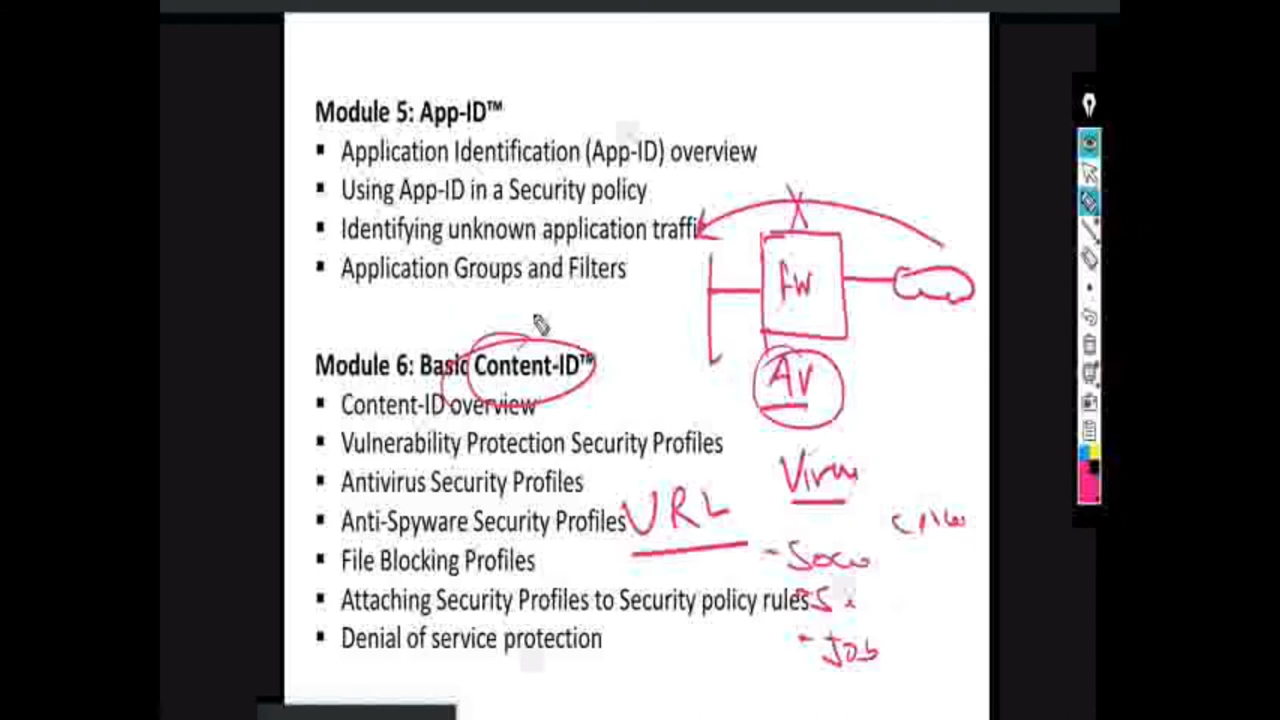 Module 5: App-ID™
▪ Application Identification (App-ID) overview
▪ Using App-ID in a Security policy
▪ Identifying unknown application traffi
▪ Application Groups and Filters
FW
Module 6: Basic Content-ID™
AV
▪ Content-ID overview
▪ Vulnerability Protection Security Profiles
Virus
▪ Antivirus Security Profiles
▪ Anti-Spyware Security Profiles
URL
▪ File Blocking Profiles
▪ Attaching Security Profiles to Security policy rules
▪ Denial of service protection
- Job